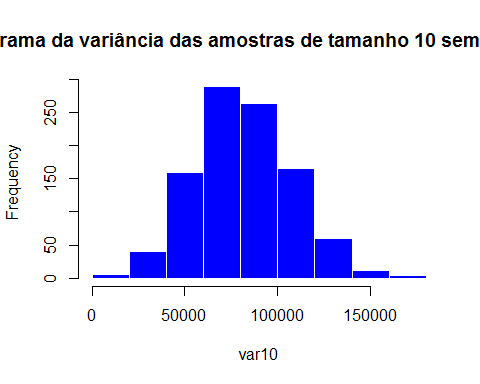 rama da variância das amostras de tamanho 10 sem
Frequency
250
150
50
0
0 50000 100000 150000
var10